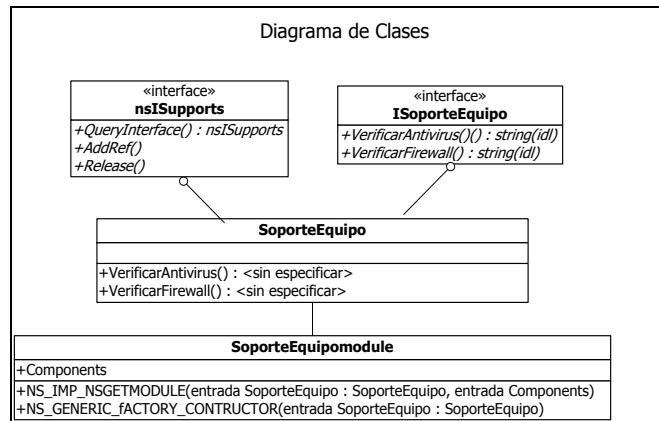 Diagrama de Clases
«interface»
nsISupports
+QueryInterface() : nsISupports
+AddRef()
+Release()
«interface»
ISoporteEquipo
+VerificarAntivirus()() : string(idl)
+VerificarFirewall() : string(idl)
SoporteEquipo
+VerificarAntivirus() : <sin especificar>
+VerificarFirewall() : <sin especificar>
SoporteEquipomodule
+Components
+NS_IMP_NSGETMODULE(entrada SoporteEquipo : SoporteEquipo, entrada Components)
+NS_GENERIC_fACTORY_CONTRUCTOR(entrada SoporteEquipo : SoporteEquipo)